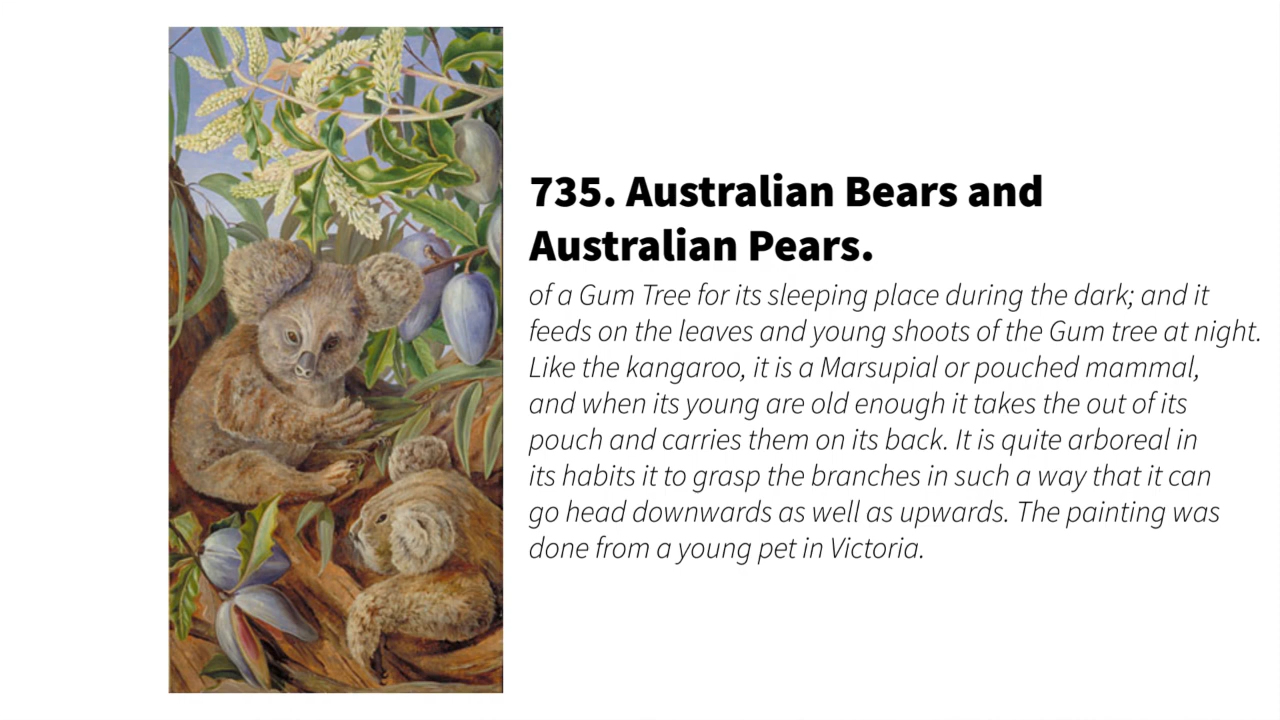 735. Australian Bears and
Australian Pears.
of a Gum Tree for its sleeping place during the dark; and it
feeds on the leaves and young shoots of the Gum tree at night.
Like the kangaroo, it is a Marsupial or pouched mammal,
and when its young are old enough it takes the out of its
pouch and carries them on its back. It is quite arboreal in
its habits it to grasp the branches in such a way that it can
go head downwards as well as upwards. The painting was
done from a young pet in Victoria.